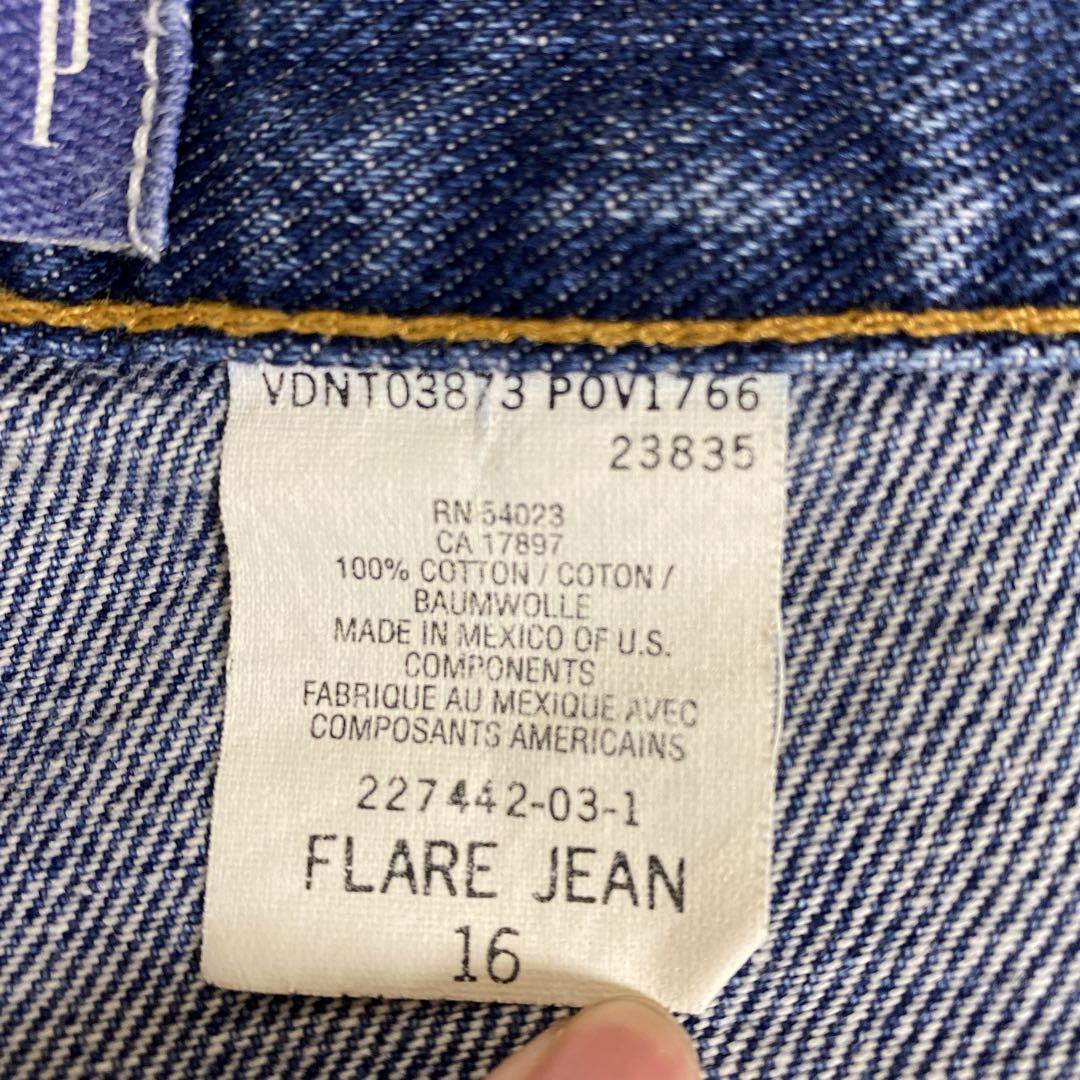 VDNT03873 POV1766
23835
RN 54023
CA 17897
100% COTTON / COTON /
BAUMWOLLE
MADE IN MEXICO OF U.S.
COMPONENTS
FABRIQUE AU MEXIQUE AVEC
COMPOSANTS AMERICAINS
227442-03-1
FLARE JEAN
16